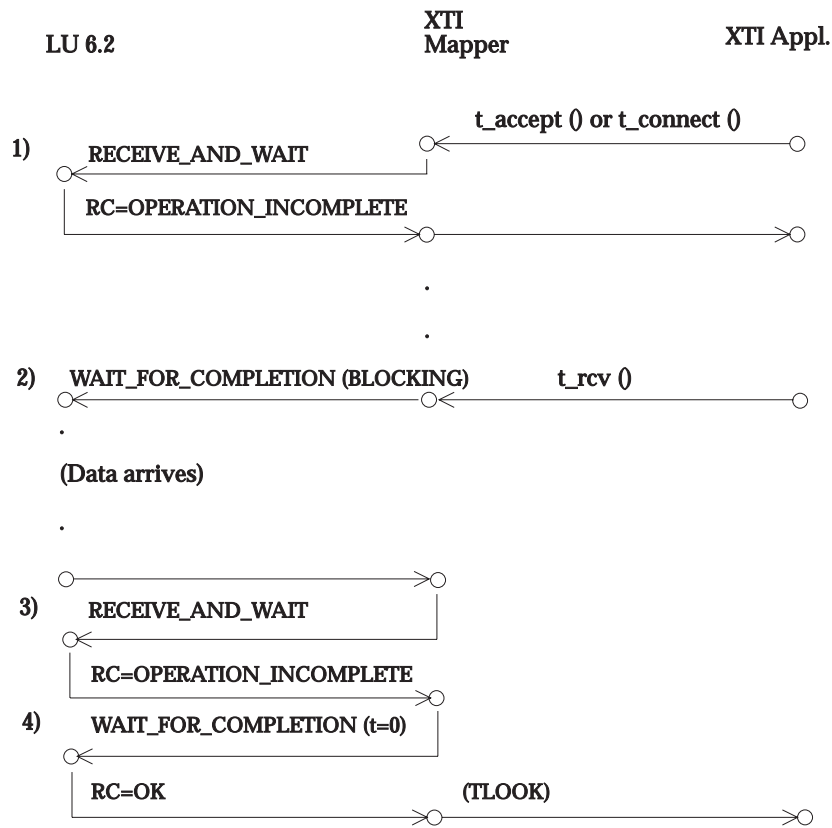 LU 6.2
XTI
Mapper
XTI Appl.
t_accept () or t_connect ()
1)
RECEIVE_AND_WAIT
RC=OPERATION_INCOMPLETE
.
.
2)
WAIT_FOR_COMPLETION (BLOCKING)
t_rcv ()
.
(Data arrives)
.
3)
RECEIVE_AND_WAIT
RC=OPERATION_INCOMPLETE
4)
WAIT_FOR_COMPLETION (t=0)
RC=OK
(TLOOK)